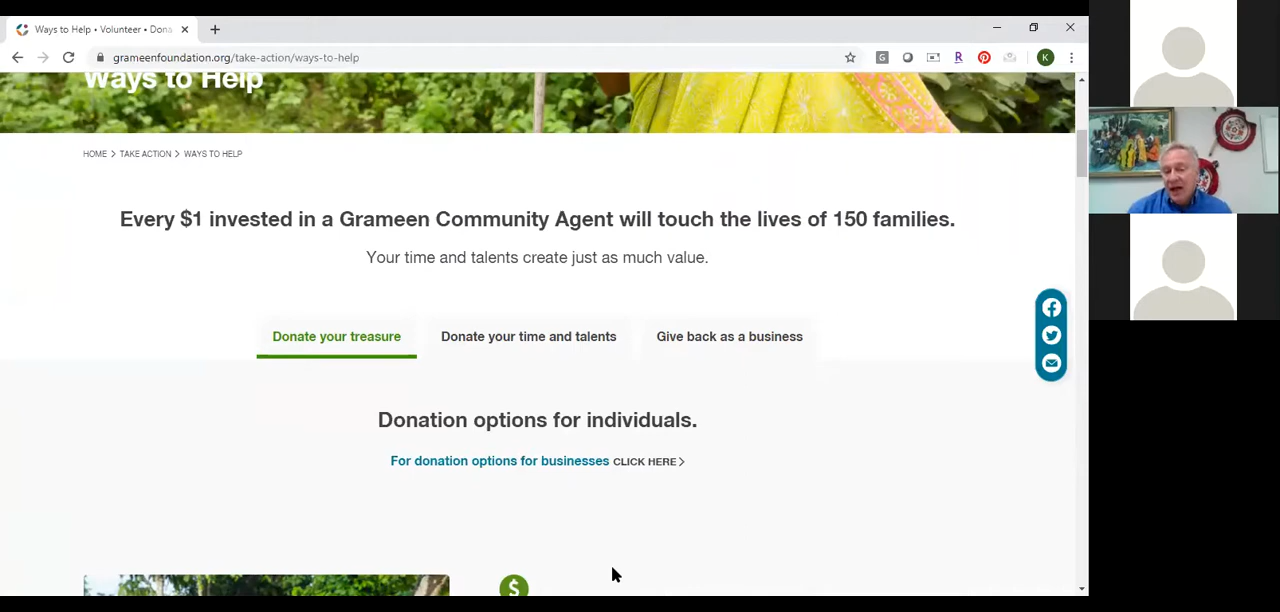 Ways to Help • Volunteer • Dona
grameenfoundation.org/take-action/ways-to-help
G
R
K
Ways to Help
HOME > TAKE ACTION > WAYS TO HELP
Every $1 invested in a Grameen Community Agent will touch the lives of 150 families.
Your time and talents create just as much value.
Donate your treasure
Donate your time and talents
Give back as a business
Donation options for individuals.
For donation options for businesses CLICK HERE >
$